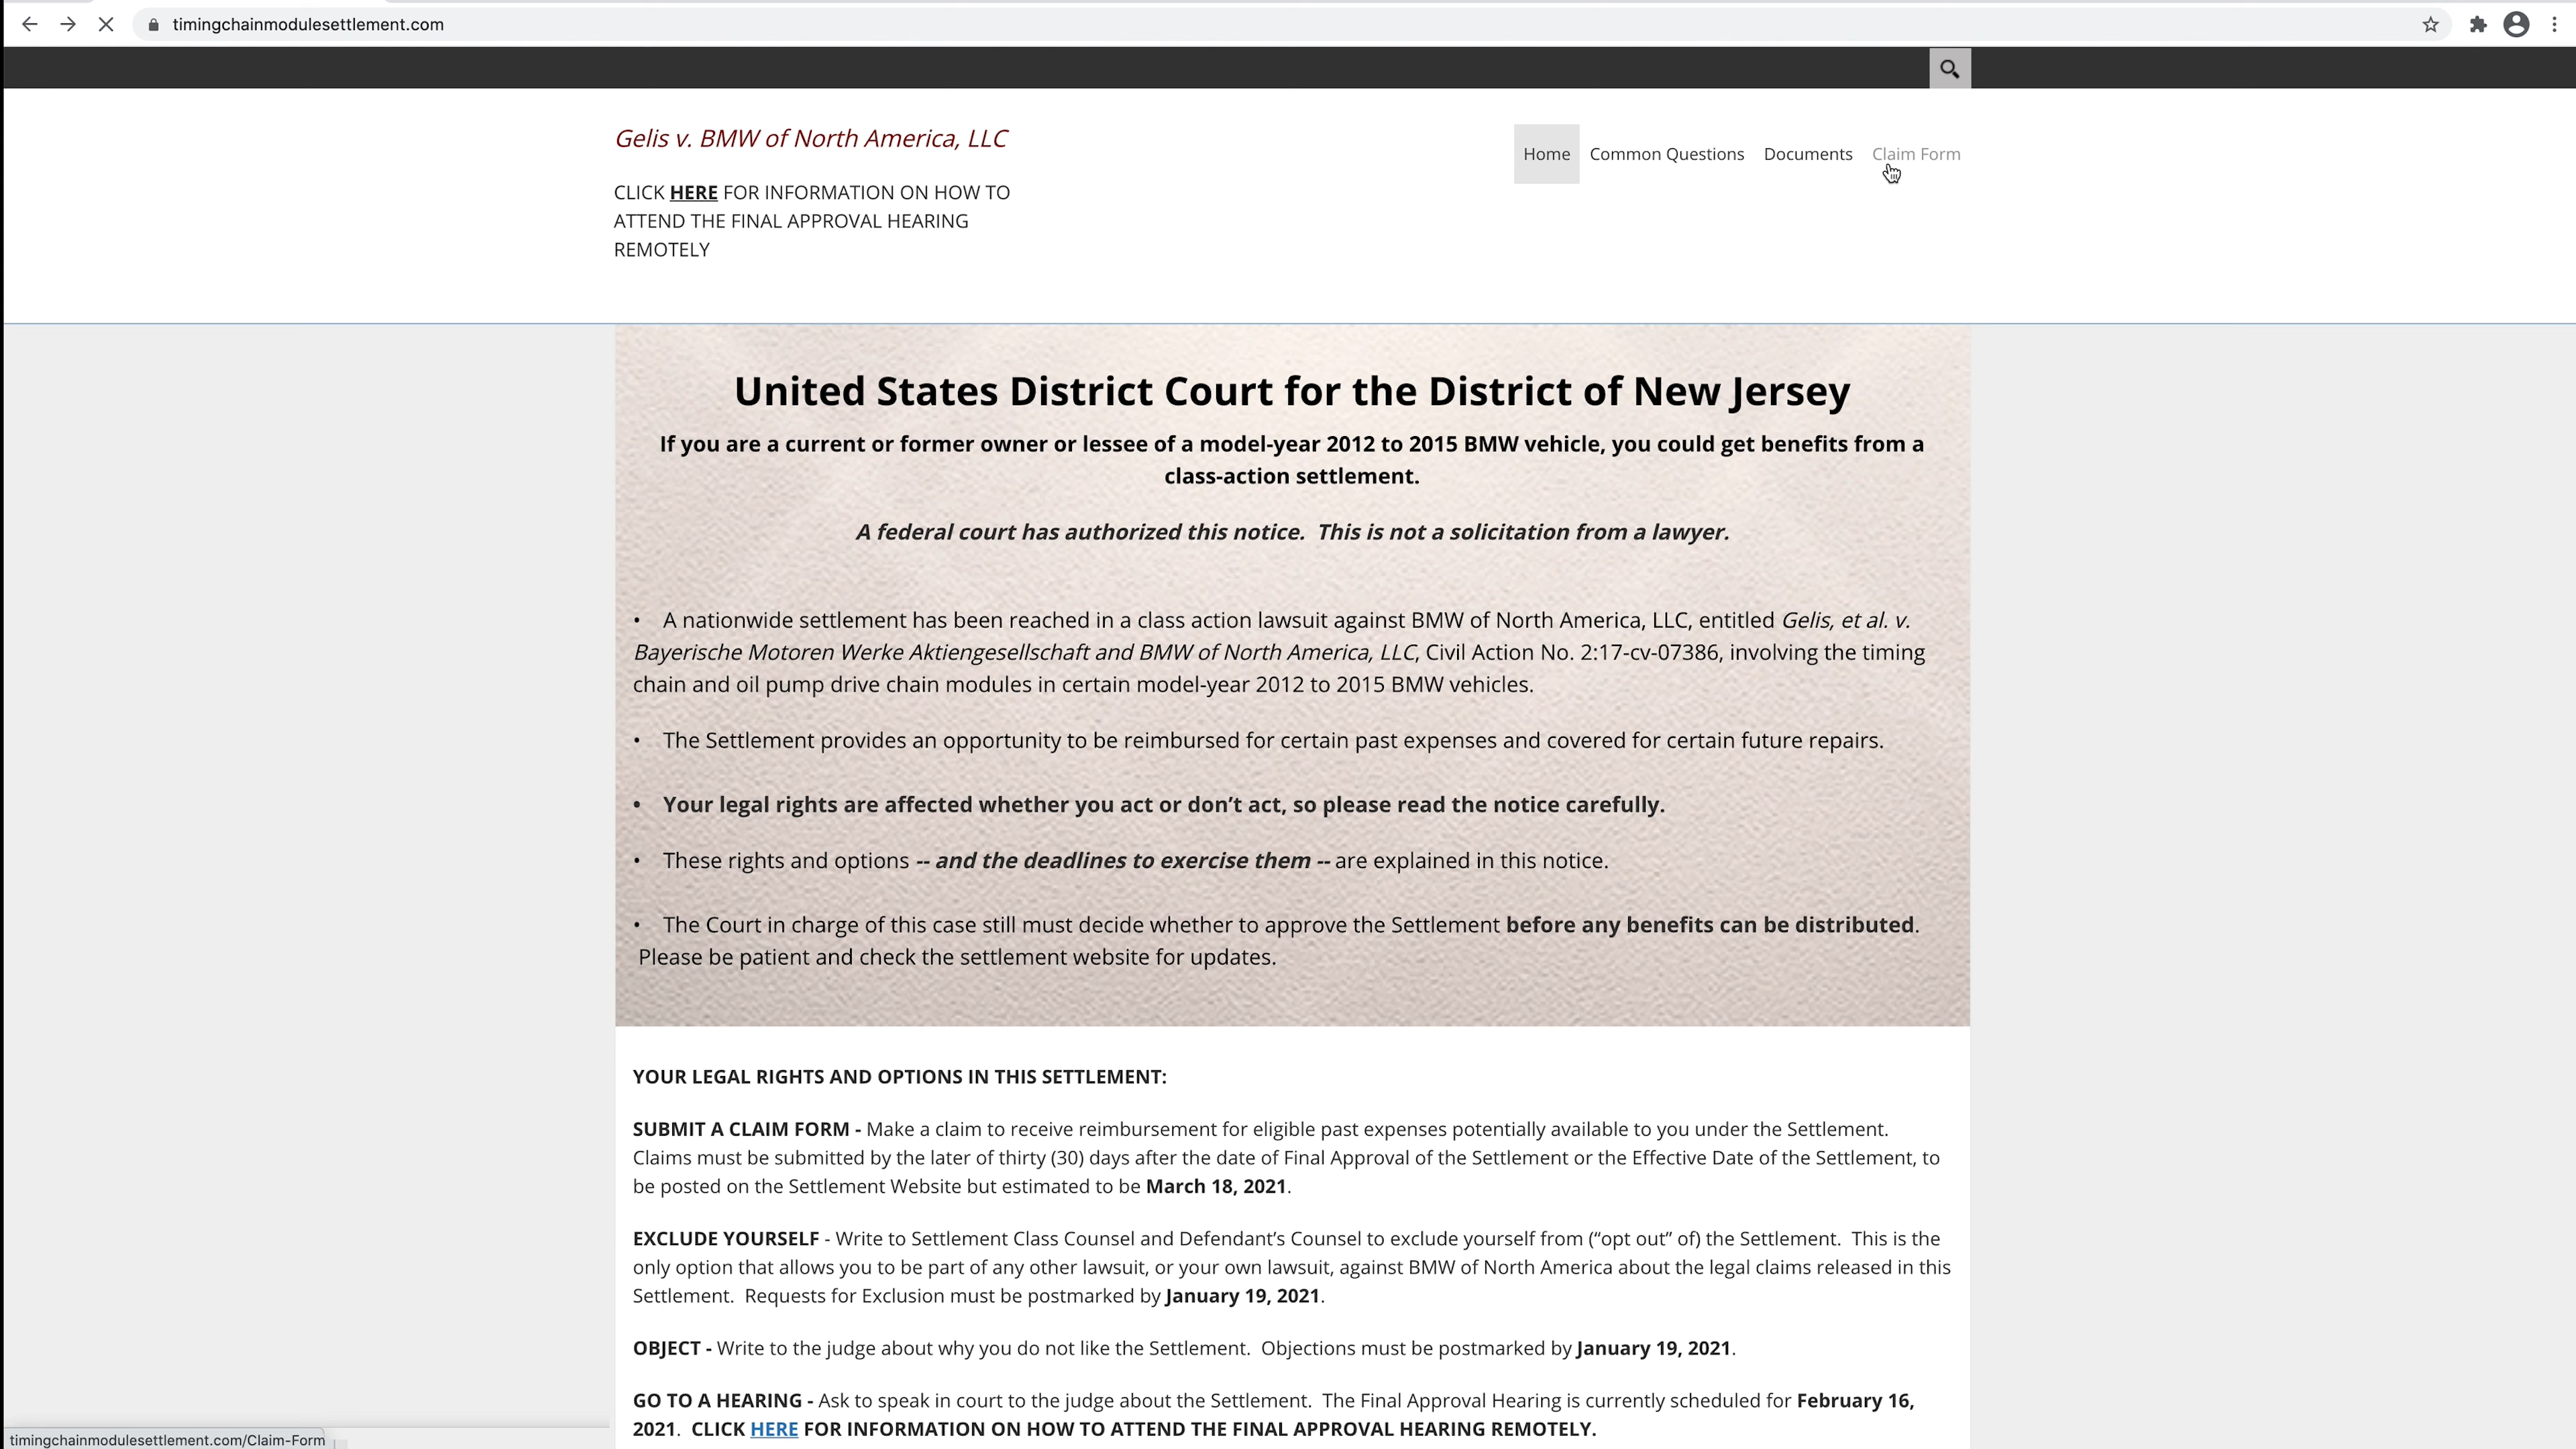 timingchainmodulesettlement.com
Gelis v. BMW of North America, LLC
Home Common Questions Documents Claim Form
CLICK HERE FOR INFORMATION ON HOW TO
ATTEND THE FINAL APPROVAL HEARING
REMOTELY
United States District Court for the District of New Jersey
If you are a current or former owner or lessee of a model-year 2012 to 2015 BMW vehicle, you could get benefits from a
class-action settlement.
A federal court has authorized this notice.  This is not a solicitation from a lawyer.
•    A nationwide settlement has been reached in a class action lawsuit against BMW of North America, LLC, entitled Gelis, et al. v.
Bayerische Motoren Werke Aktiengesellschaft and BMW of North America, LLC, Civil Action No. 2:17-cv-07386, involving the timing
chain and oil pump drive chain modules in certain model-year 2012 to 2015 BMW vehicles.
•    The Settlement provides an opportunity to be reimbursed for certain past expenses and covered for certain future repairs.
•    Your legal rights are affected whether you act or don’t act, so please read the notice carefully.
•    These rights and options -- and the deadlines to exercise them -- are explained in this notice.
•    The Court in charge of this case still must decide whether to approve the Settlement before any benefits can be distributed.
Please be patient and check the settlement website for updates.
YOUR LEGAL RIGHTS AND OPTIONS IN THIS SETTLEMENT:
SUBMIT A CLAIM FORM - Make a claim to receive reimbursement for eligible past expenses potentially available to you under the Settlement.
Claims must be submitted by the later of thirty (30) days after the date of Final Approval of the Settlement or the Effective Date of the Settlement, to
be posted on the Settlement Website but estimated to be March 18, 2021.
EXCLUDE YOURSELF - Write to Settlement Class Counsel and Defendant’s Counsel to exclude yourself from (“opt out” of) the Settlement.  This is the
only option that allows you to be part of any other lawsuit, or your own lawsuit, against BMW of North America about the legal claims released in this
Settlement.  Requests for Exclusion must be postmarked by January 19, 2021.
OBJECT - Write to the judge about why you do not like the Settlement.  Objections must be postmarked by January 19, 2021.
GO TO A HEARING - Ask to speak in court to the judge about the Settlement.  The Final Approval Hearing is currently scheduled for February 16,
2021.  CLICK HERE FOR INFORMATION ON HOW TO ATTEND THE FINAL APPROVAL HEARING REMOTELY.
timingchainmodulesettlement.com/Claim-Form